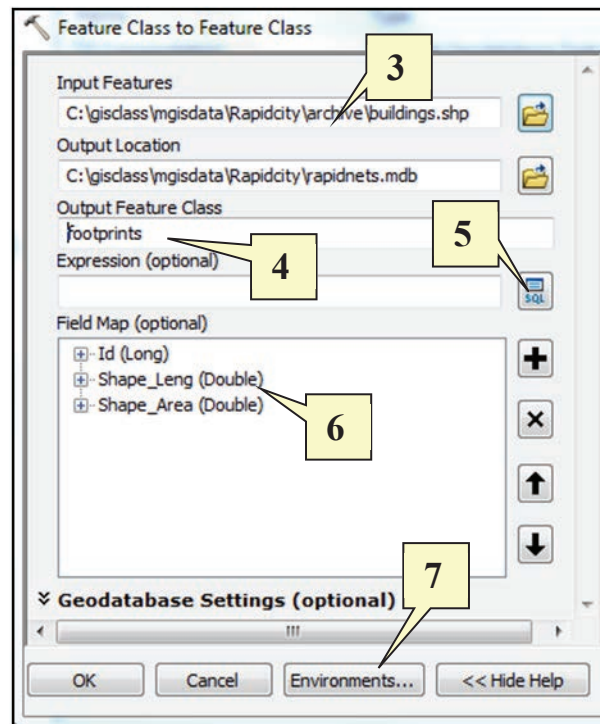 Feature Class to Feature Class
3
Input Features
C:\gisclass\mgisdata\Rapidcity\archive\buildings.shp
Output Location
C:\gisclass\mgisdata\Rapidcity\rapidnets.mdb
Output Feature Class
footprints
4
5
Expression (optional)
SQL
Field Map (optional)
Id (Long)
Shape_Leng (Double)
Shape_Area (Double)
6
7
Geodatabase Settings (optional)
OK
Cancel
Environments...
<< Hide Help